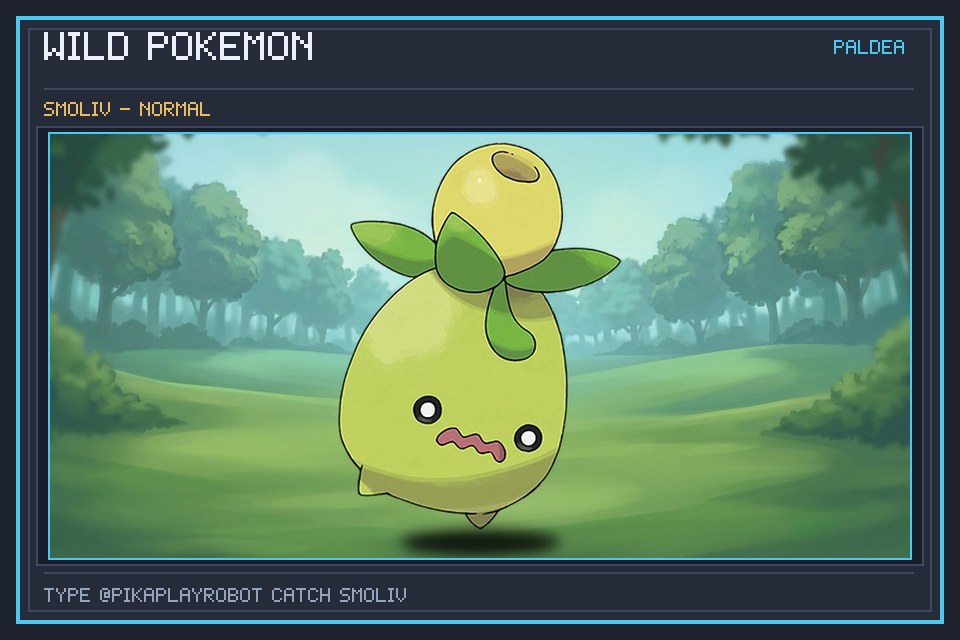 WILD POKEMON
PALDEA
SMOLIV - NORMAL
TYPE @PIKAPLAYROBOT CATCH SMOLIV